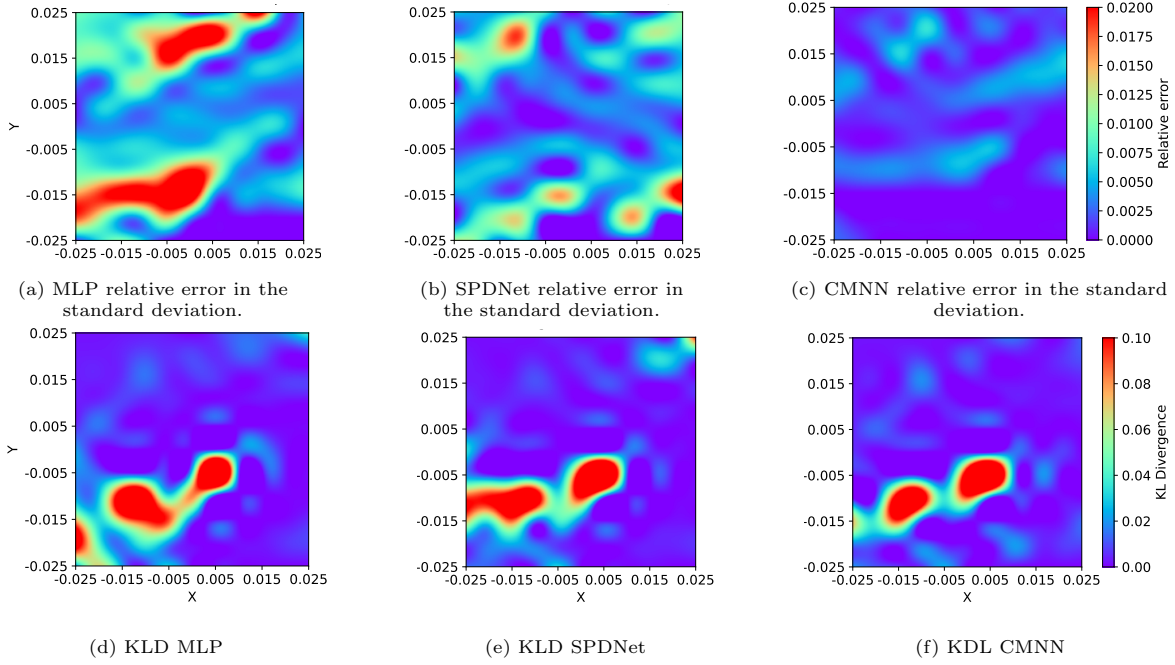 0.025
0.015
0.005
-0.005
-0.015
-0.025
Y
-0.025 -0.015 -0.005 0.005 0.015 0.025
0.025
0.015
0.005
-0.005
-0.015
-0.025
-0.025 -0.015 -0.005 0.005 0.015 0.025
0.025
0.015
0.005
-0.005
-0.015
-0.025
-0.025 -0.015 -0.005 0.005 0.015 0.025
0.0200
0.0175
0.0150
0.0125
0.0100
0.0075
0.0050
0.0025
0.0000
Relative error
(a) MLP relative error in the
standard deviation.
(b) SPDNet relative error in
the standard deviation.
(c) CMNN relative error in the standard
deviation.
0.025
0.015
0.005
-0.005
-0.015
-0.025
Y
-0.025 -0.015 -0.005 0.005 0.015 0.025
X
0.025
0.015
0.005
-0.005
-0.015
-0.025
-0.025 -0.015 -0.005 0.005 0.015 0.025
X
0.025
0.015
0.005
-0.005
-0.015
-0.025
-0.025 -0.015 -0.005 0.005 0.015 0.025
X
0.10
0.08
0.06
0.04
0.02
0.00
KL Divergence
(d) KLD MLP
(e) KLD SPDNet
(f) KDL CMNN